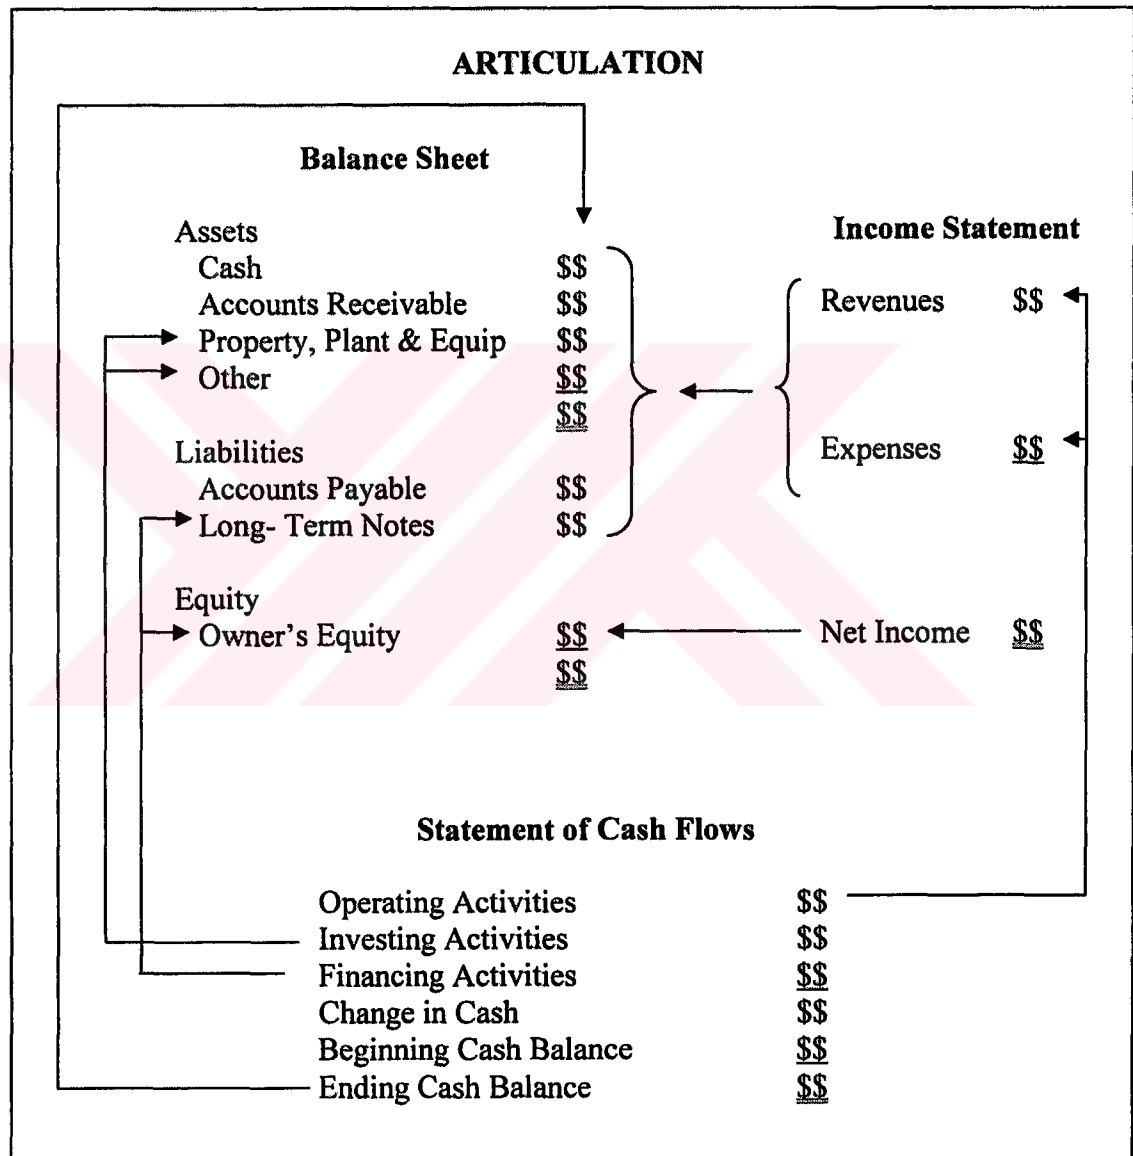 ARTICULATION
Balance Sheet
Assets
Cash $$
Accounts Receivable $$
Property, Plant & Equip $$
Other $$
$$
Liabilities
Accounts Payable $$
Long- Term Notes $$
Equity
Owner's Equity $$
$$
Income Statement
Revenues $$
Expenses $$
Net Income $$
Statement of Cash Flows
Operating Activities $$
Investing Activities $$
Financing Activities $$
Change in Cash $$
Beginning Cash Balance $$
Ending Cash Balance $$